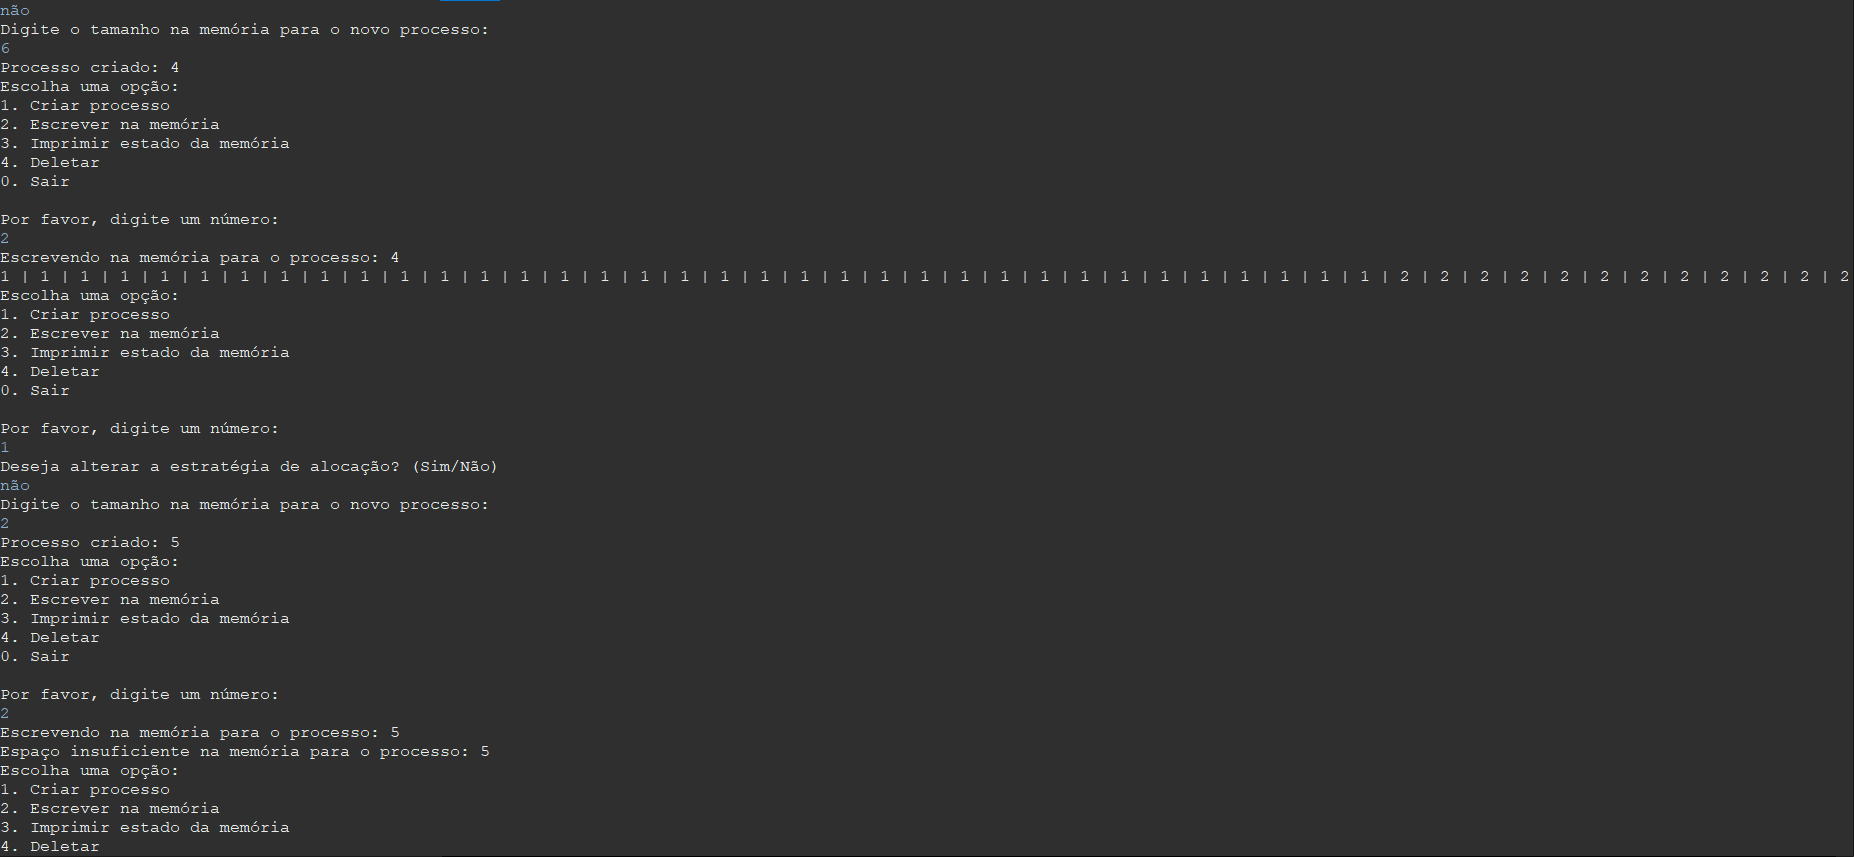 não
Digite o tamanho na memória para o novo processo:
6
Processo criado: 4
Escolha uma opção:
1. Criar processo
2. Escrever na memória
3. Imprimir estado da memória
4. Deletar
0. Sair
Por favor, digite um número:
2
Escrevendo na memória para o processo: 4
1 | 1 | 1 | 1 | 1 | 1 | 1 | 1 | 1 | 1 | 1 | 1 | 1 | 1 | 1 | 1 | 1 | 1 | 1 | 1 | 1 | 1 | 1 | 1 | 1 | 1 | 1 | 1 | 1 | 1 | 1 | 1 | 1 | 1 | 1 | 2 | 2 | 2 | 2 | 2 | 2 | 2 | 2 | 2 | 2 | 2 | 2
Escolha uma opção:
1. Criar processo
2. Escrever na memória
3. Imprimir estado da memória
4. Deletar
0. Sair
Por favor, digite um número:
1
Deseja alterar a estratégia de alocação? (Sim/Não)
não
Digite o tamanho na memória para o novo processo:
2
Processo criado: 5
Escolha uma opção:
1. Criar processo
2. Escrever na memória
3. Imprimir estado da memória
4. Deletar
0. Sair
Por favor, digite um número:
2
Escrevendo na memória para o processo: 5
Espaço insuficiente na memória para o processo: 5
Escolha uma opção:
1. Criar processo
2. Escrever na memória
3. Imprimir estado da memória
4. Deletar